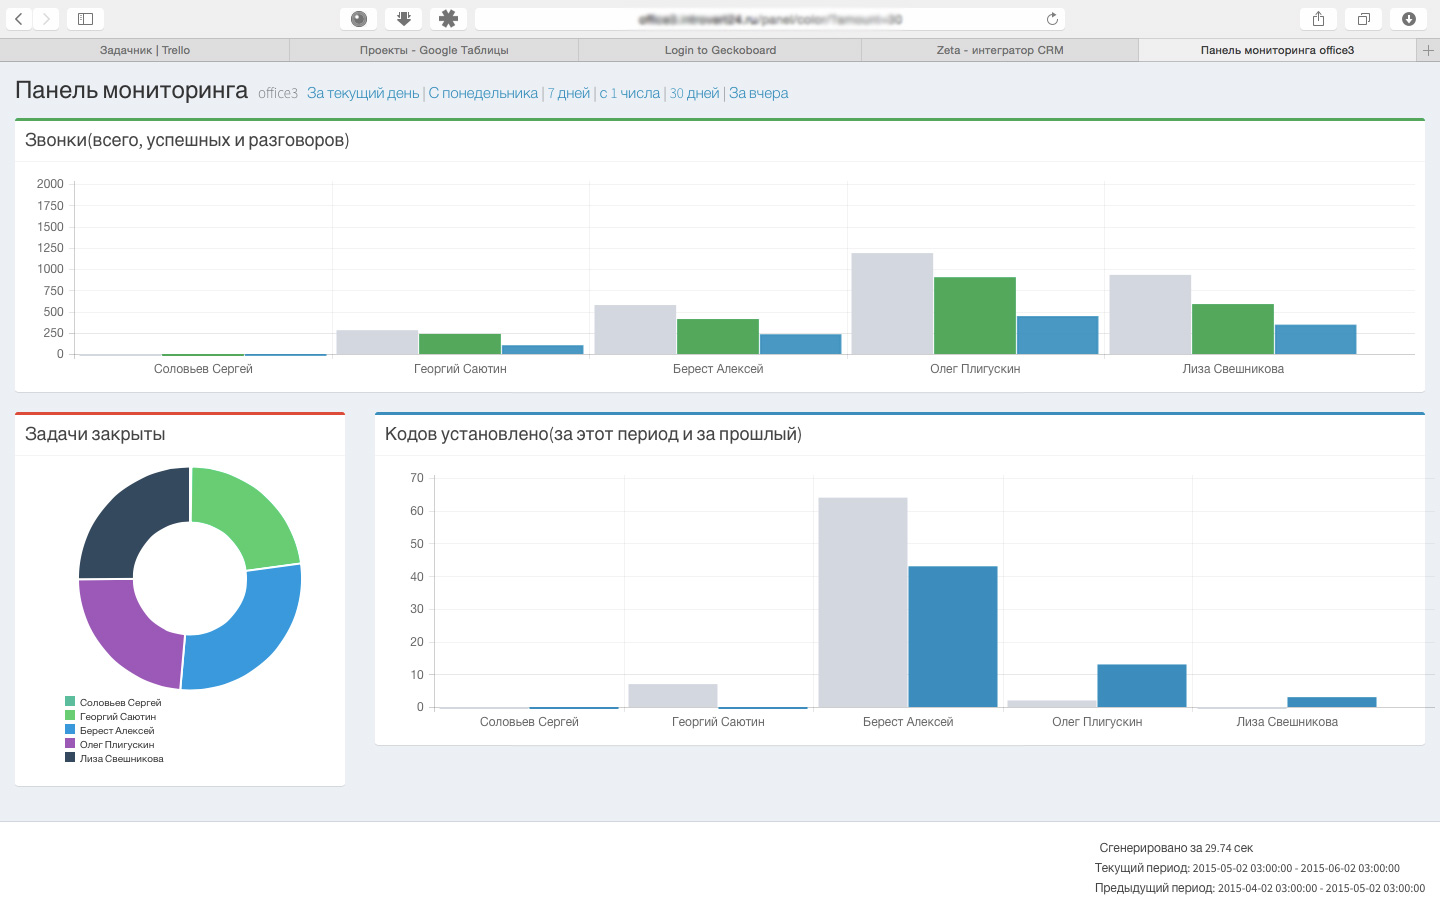 Задачник | Trello
Проекты - Google Таблицы
Login to Geckoboard
Zeta - интегратор CRM
Панель мониторинга office3
Панель мониторинга office3 За текущий день | С понедельника | 7 дней | с 1 числа | 30 дней | За вчера
Звонки(всего, успешных и разговоров)
2000
1750
1500
1250
1000
750
500
250
0
Соловьев Сергей
Георгий Саютин
Берест Алексей
Олег Плигускин
Лиза Свешникова
Задачи закрыты
Соловьев Сергей
Георгий Саютин
Берест Алексей
Олег Плигускин
Лиза Свешникова
Кодов установлено(за этот период и за прошлый)
70
60
50
40
30
20
10
0
Соловьев Сергей
Георгий Саютин
Берест Алексей
Олег Плигускин
Лиза Свешникова
Сгенерировано за 29.74 сек
Текущий период: 2015-05-02 03:00:00 - 2015-06-02 03:00:00
Предыдущий период: 2015-04-02 03:00:00 - 2015-05-02 03:00:00